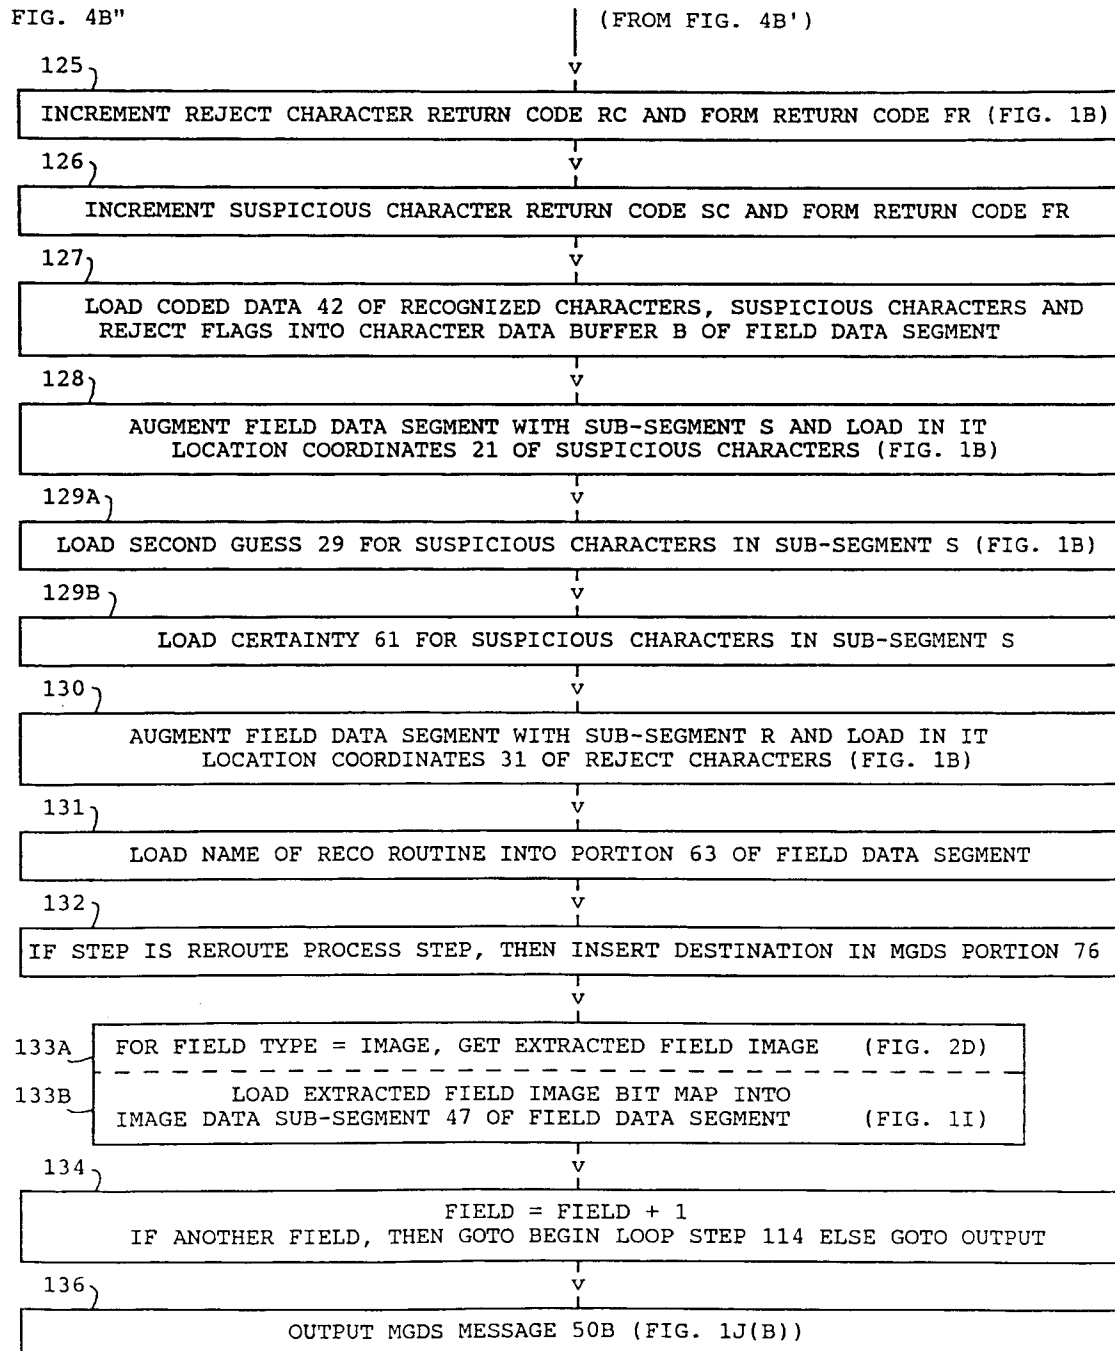 FIG. 4B"
(FROM FIG. 4B')
125
INCREMENT REJECT CHARACTER RETURN CODE RC AND FORM RETURN CODE FR (FIG. 1B)
126
INCREMENT SUSPICIOUS CHARACTER RETURN CODE SC AND FORM RETURN CODE FR
127
LOAD CODED DATA 42 OF RECOGNIZED CHARACTERS, SUSPICIOUS CHARACTERS AND
REJECT FLAGS INTO CHARACTER DATA BUFFER B OF FIELD DATA SEGMENT
128
AUGMENT FIELD DATA SEGMENT WITH SUB-SEGMENT S AND LOAD IN IT
LOCATION COORDINATES 21 OF SUSPICIOUS CHARACTERS (FIG. 1B)
129A
LOAD SECOND GUESS 29 FOR SUSPICIOUS CHARACTERS IN SUB-SEGMENT S (FIG. 1B)
129B
LOAD CERTAINTY 61 FOR SUSPICIOUS CHARACTERS IN SUB-SEGMENT S
130
AUGMENT FIELD DATA SEGMENT WITH SUB-SEGMENT R AND LOAD IN IT
LOCATION COORDINATES 31 OF REJECT CHARACTERS (FIG. 1B)
131
LOAD NAME OF RECO ROUTINE INTO PORTION 63 OF FIELD DATA SEGMENT
132
IF STEP IS REROUTE PROCESS STEP, THEN INSERT DESTINATION IN MGDS PORTION 76
133A
FOR FIELD TYPE = IMAGE, GET EXTRACTED FIELD IMAGE (FIG. 2D)
133B
LOAD EXTRACTED FIELD IMAGE BIT MAP INTO
IMAGE DATA SUB-SEGMENT 47 OF FIELD DATA SEGMENT (FIG. 1I)
134
FIELD = FIELD + 1
IF ANOTHER FIELD, THEN GOTO BEGIN LOOP STEP 114 ELSE GOTO OUTPUT
136
OUTPUT MGDS MESSAGE 50B (FIG. 1J(B))